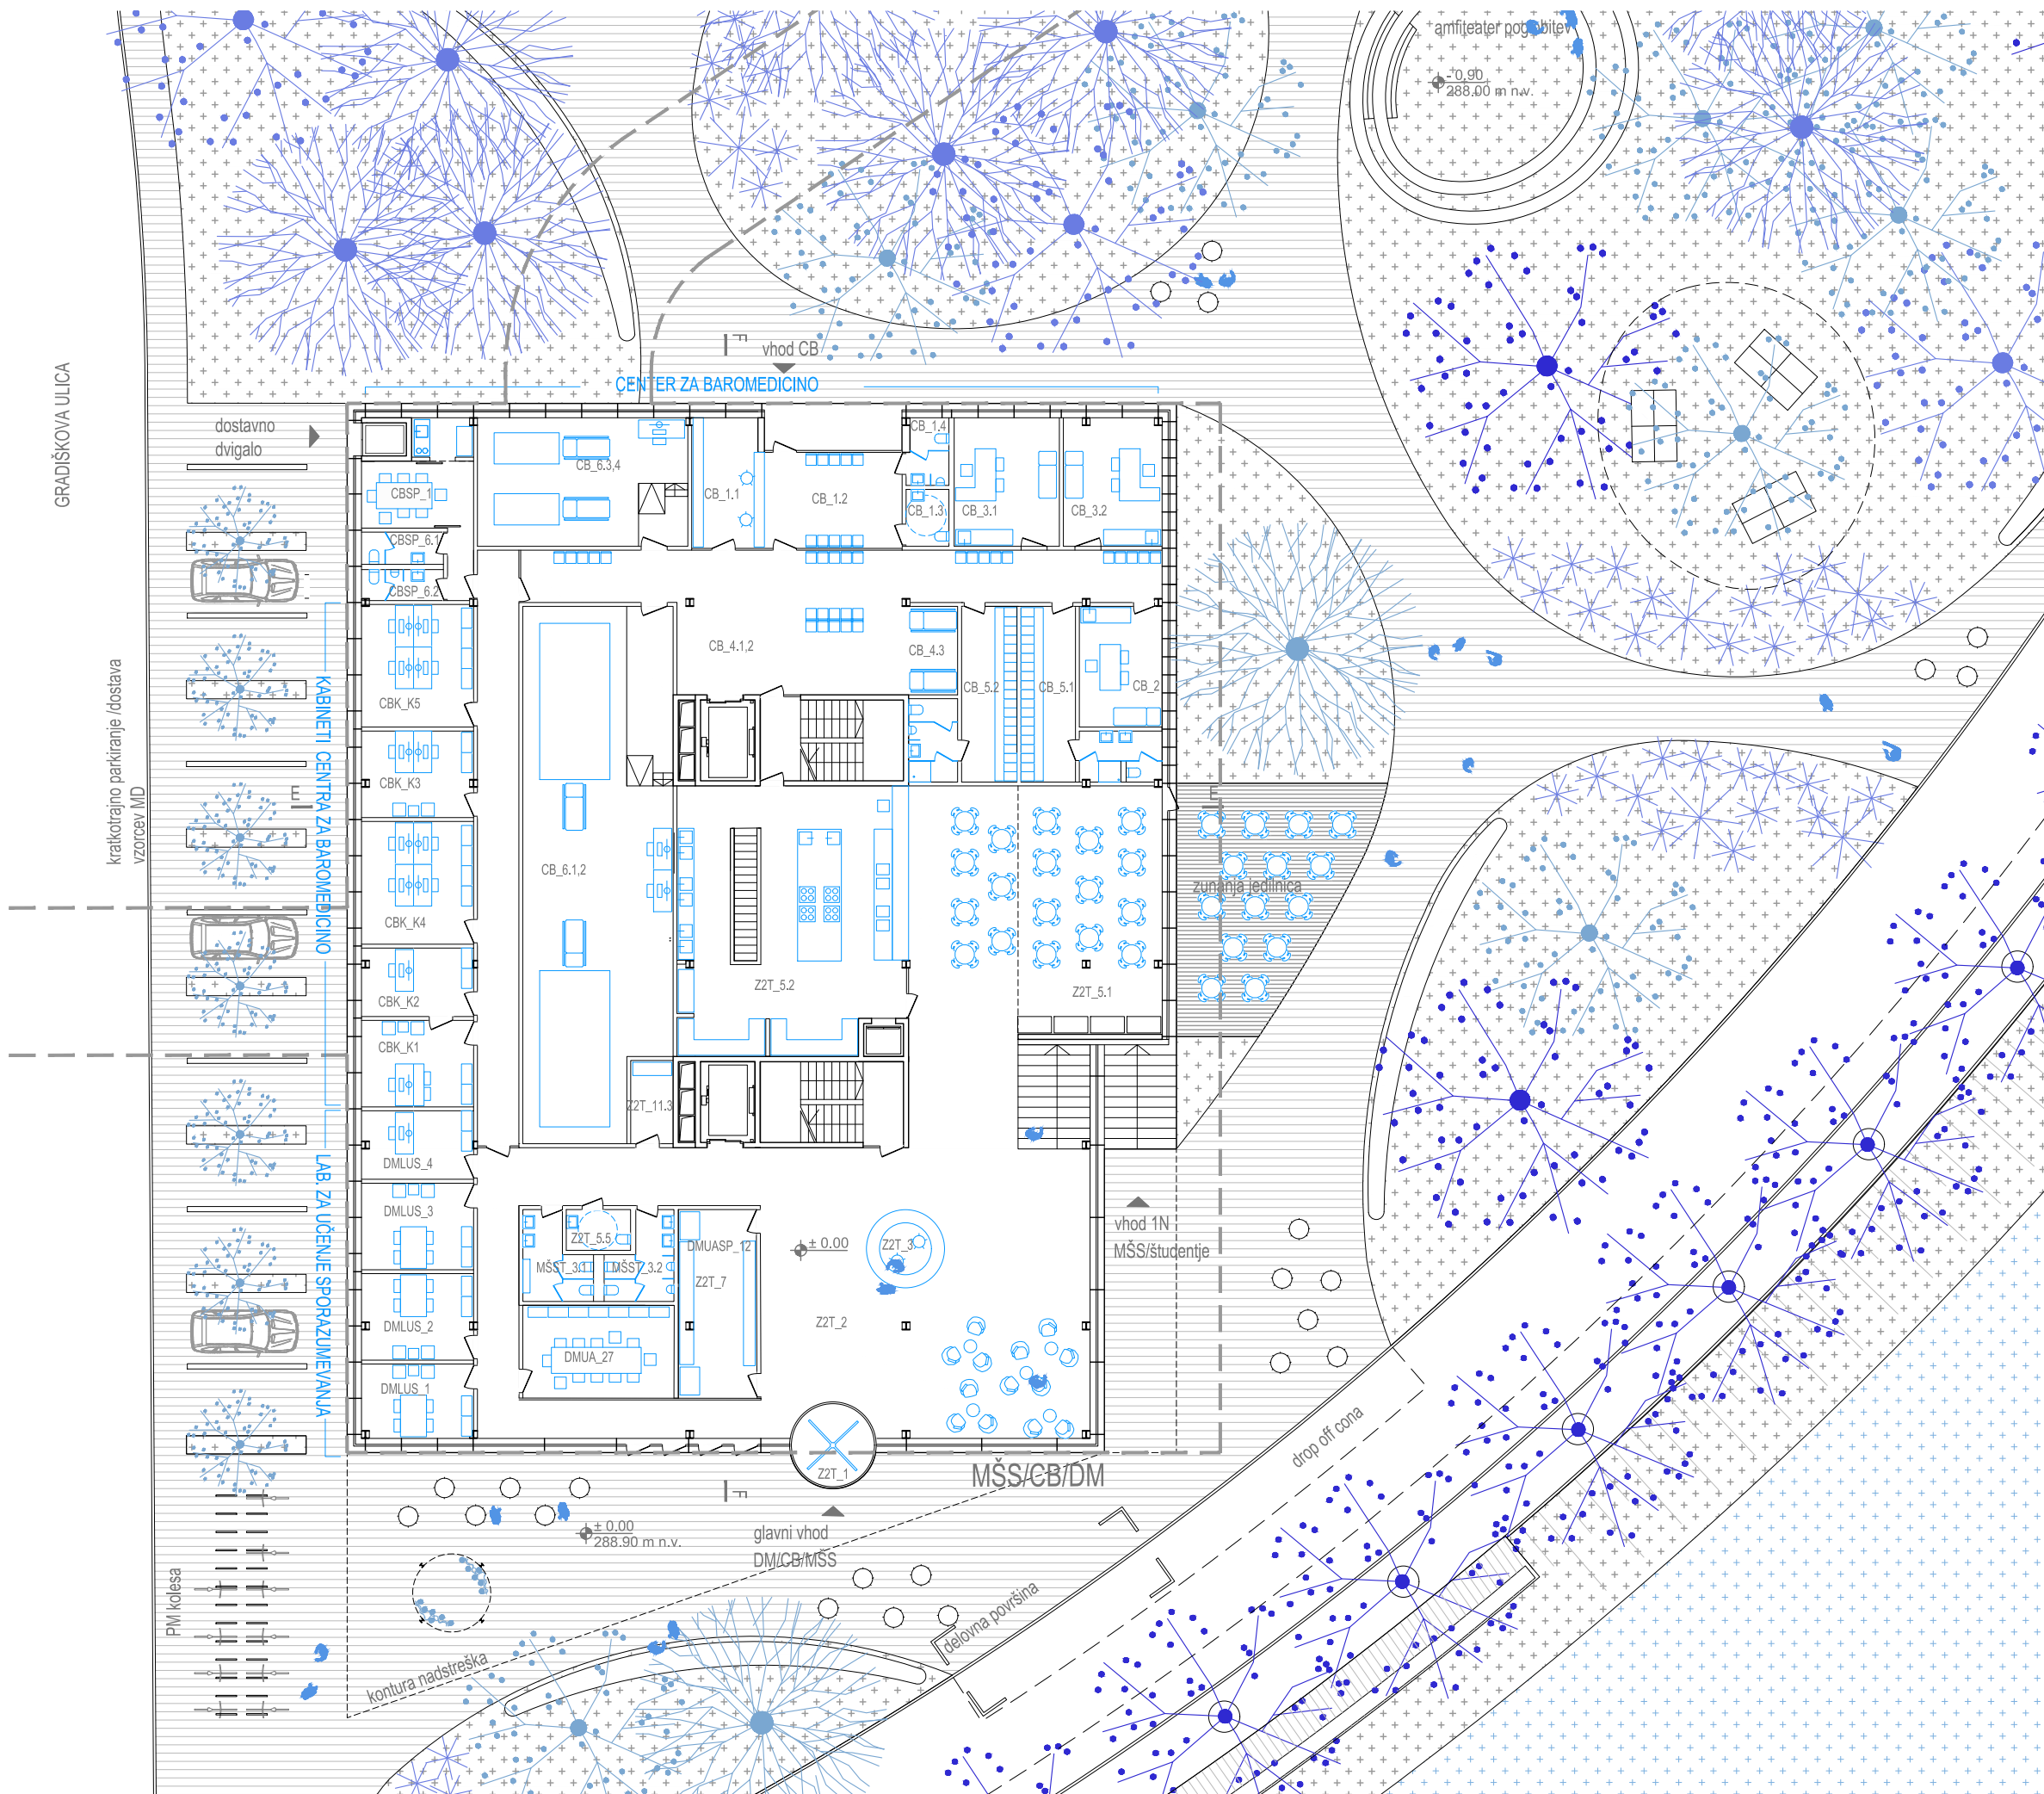 amfiteater pogrobitev
-0,90
288.00 m n.v.
GRADIŠKOVA ULICA
F
vhod CB
CENTER ZA BAROMEDICINO
dostavno
dvigalo
CBSP_1
CB_6.3,4
CB_1.1
CB_1.2
CB_1.4
CB_1.3
CB_3.1
CB_3.2
CBSP_6.1
CBSP_6.2
kratkotrajno parkiranje /dostava
vzorcev MD
KABINETI CENTRA ZA BAROMEDICINO
CBK_K5
CB_4.1,2
CB_4.3
CB_5.2
CB_5.1
CB_2
CBK_K3
E
E
CB_6.1,2
zunanja jedilnica
CBK_K4
CBK_K2
Z2T_5.2
Z2T_5.1
CBK_K1
Z2T_11.3
LAB. ZA UČENJE SPORAZUMEVANJA
DMLUS_4
DMLUS_3
Z2T_5.5
DMUASP_12
± 0.00
Z2T_3
vhod 1N
MŠS/študentje
MŠST_3.1
MŠST_3.2
Z2T_7
DMLUS_2
Z2T_2
DMUA_27
DMLUS_1
Z2T_1
MŠS/CB/DM
drop off cona
F
± 0,00
288.90 m n.v.
glavni vhod
DM/CB/MŠS
PM kolesa
delovna površina
kontura nadstreška